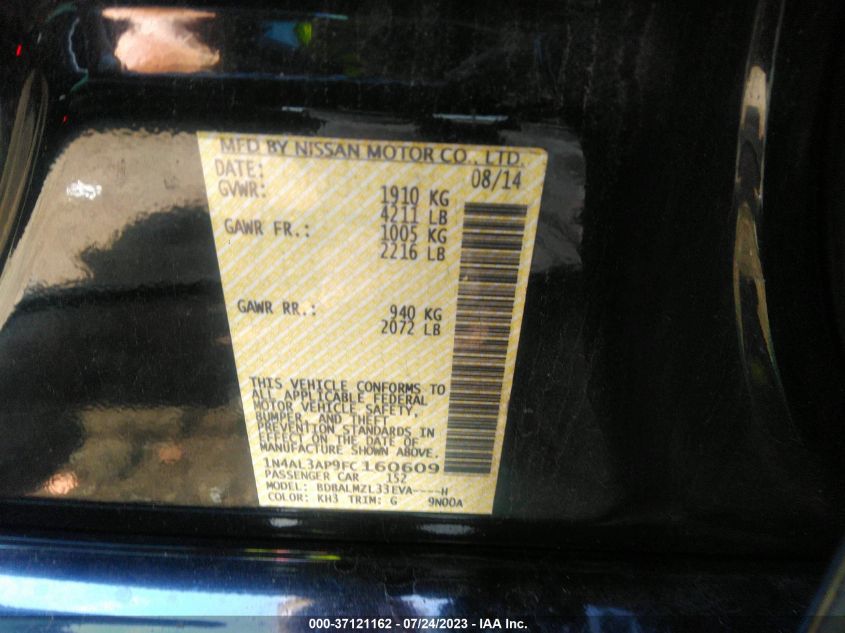 MFD BY NISSAN MOTOR CO., LTD.
DATE: 08/14
GVWR: 1910 KG
4211 LB
GAWR FR.: 1005 KG
2216 LB
GAWR RR.: 940 KG
2072 LB
THIS VEHICLE CONFORMS TO
ALL APPLICABLE FEDERAL
MOTOR VEHICLE SAFETY,
BUMPER, AND THEFT
PREVENTION STANDARDS IN
EFFECT ON THE DATE OF
MANUFACTURE SHOWN ABOVE.
1N4AL3AP9FC160609
PASSENGER CAR 152
MODEL: BDBALMZL33EVA----H
COLOR: KH3 TRIM: G 9N00A
000-37121162 - 07/24/2023 - IAA Inc.